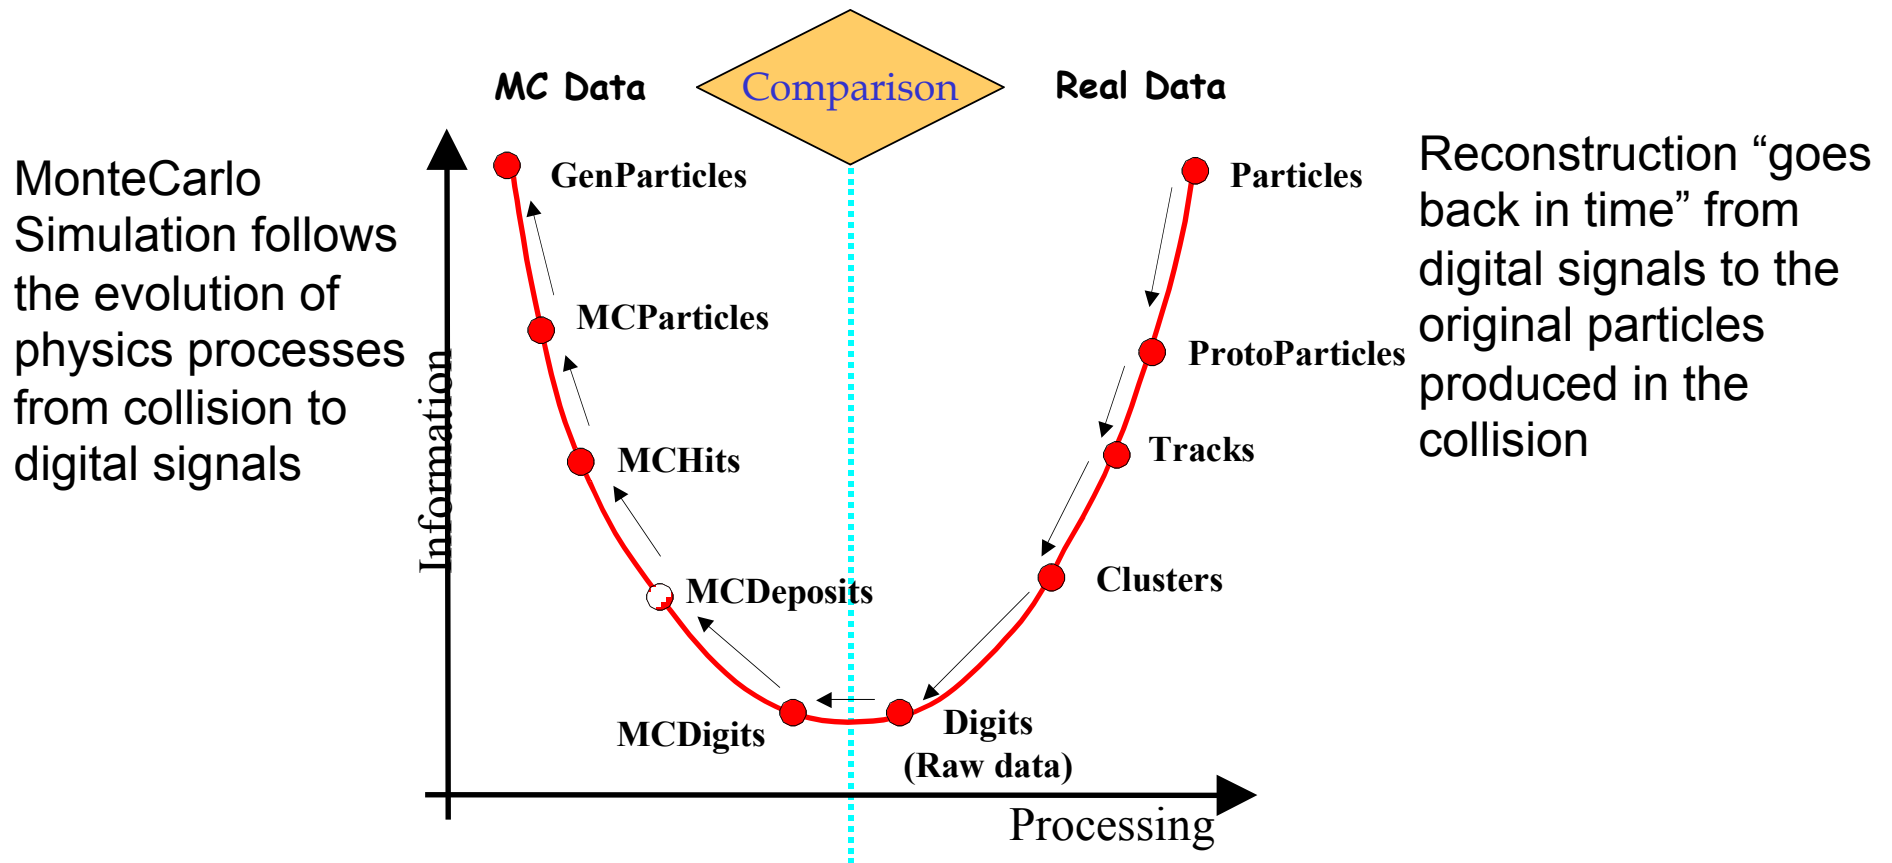 MC Data
Comparison
Real Data
MonteCarlo
Simulation follows
the evolution of
physics processes
from collision to
digital signals
Information
GenParticles
MCParticles
MCHits
MCDeposits
MCDigits
Particles
ProtoParticles
Tracks
Clusters
Digits
(Raw data)
Processing
Reconstruction “goes
back in time” from
digital signals to the
original particles
produced in the
collision